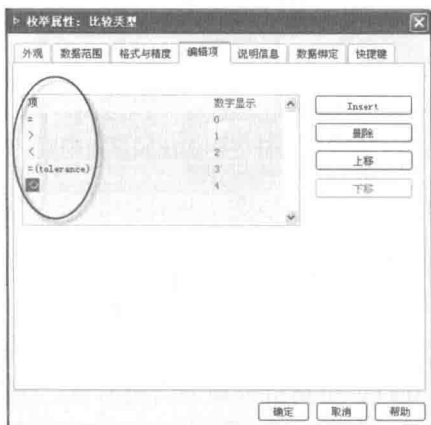 枚举属性：比较类型
外观 数据范围 格式与精度 编辑项 说明信息 数据绑定 快捷键
项 数字显示
= 0
> 1
< 2
=(tolerance) 3
<> 4
Insert
删除
上移
下移
确定 取消 帮助